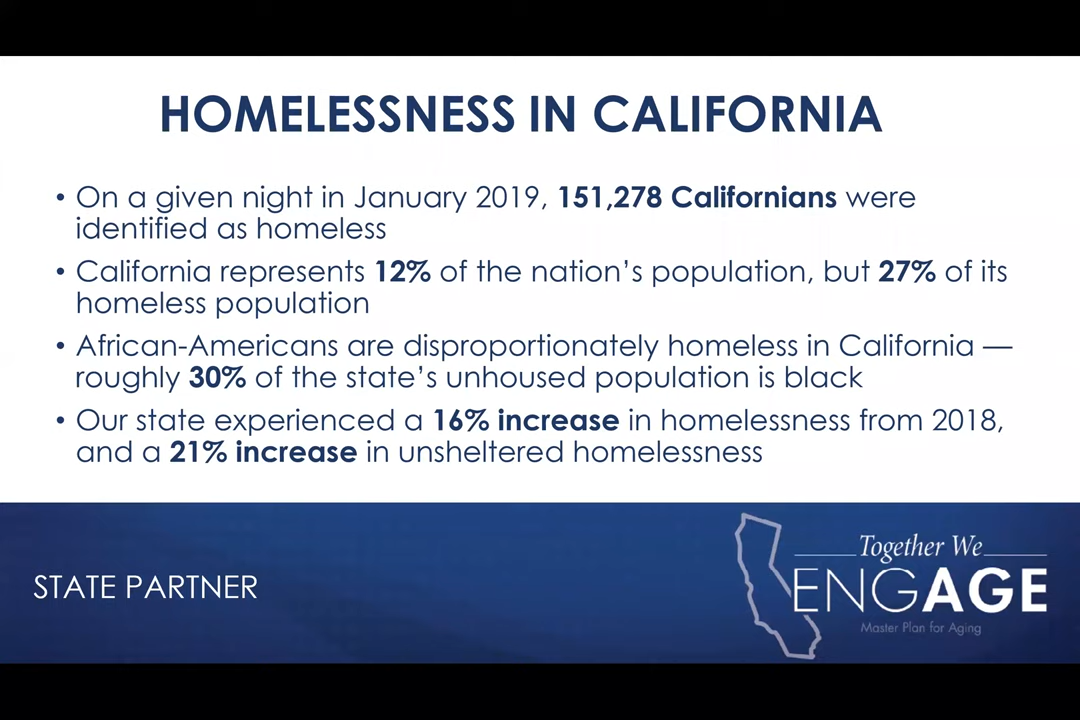 HOMELESSNESS IN CALIFORNIA
• On a given night in January 2019, 151,278 Californians were
identified as homeless
• California represents 12% of the nation's population, but 27% of its
homeless population
• African-Americans are disproportionately homeless in California —
roughly 30% of the state's unhoused population is black
• Our state experienced a 16% increase in homelessness from 2018,
and a 21% increase in unsheltered homelessness
STATE PARTNER
Together We
ENGAGE
Master Plan for Aging